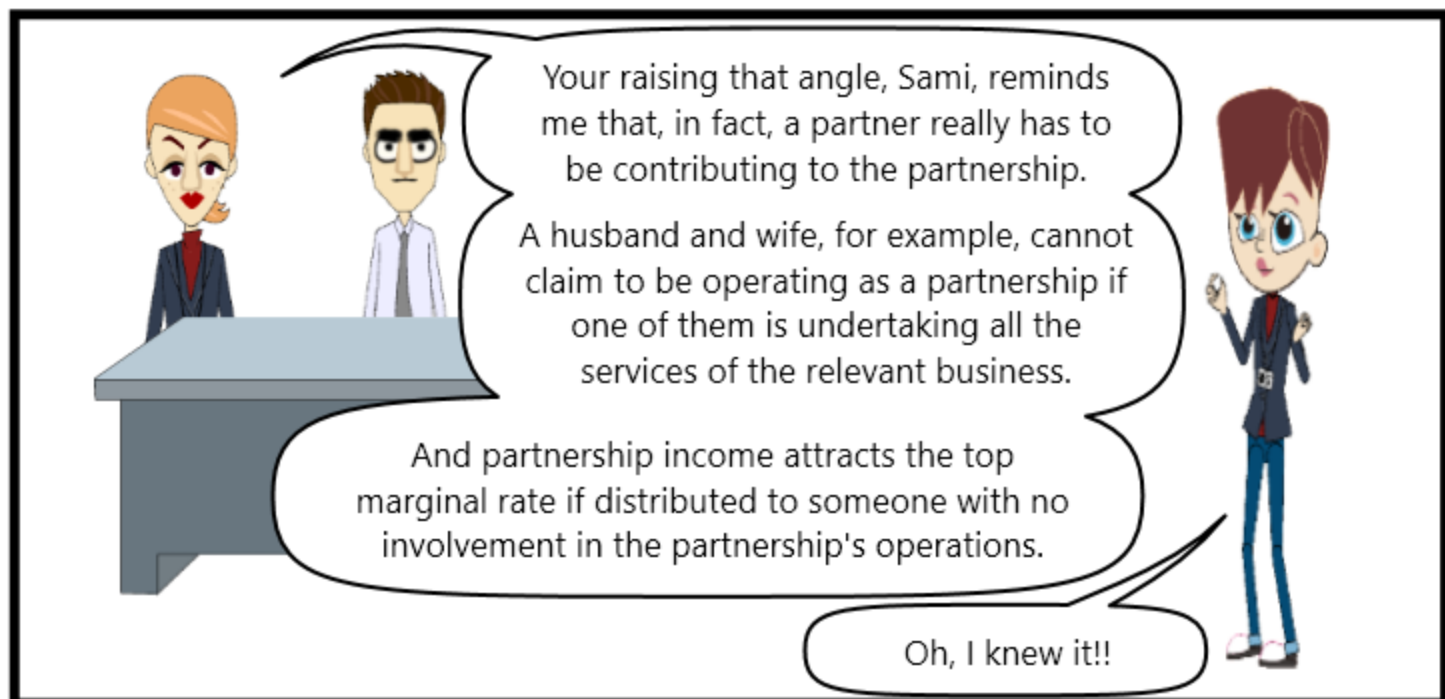 Your raising that angle, Sami, reminds
me that, in fact, a partner really has to
be contributing to the partnership.
A husband and wife, for example, cannot
claim to be operating as a partnership if
one of them is undertaking all the
services of the relevant business.
And partnership income attracts the top
marginal rate if distributed to someone with no
involvement in the partnership's operations.
Oh, I knew it!!